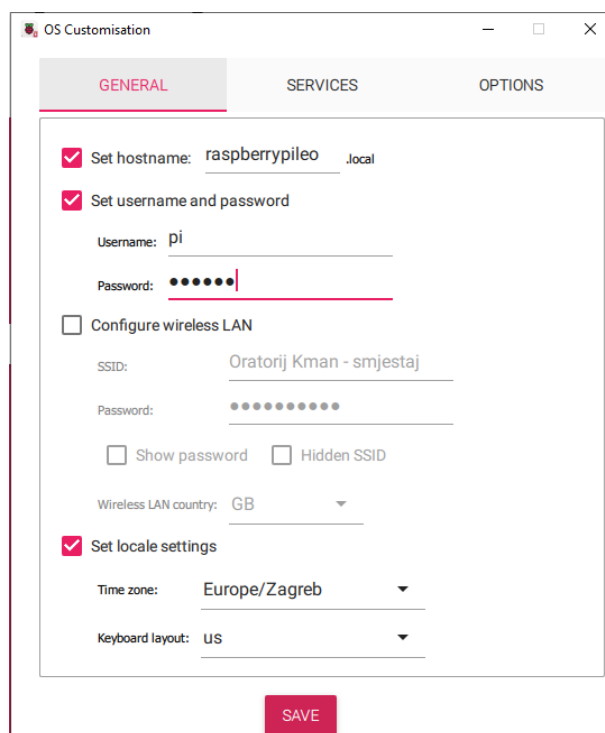 OS Customisation
GENERAL SERVICES OPTIONS
Set hostname: raspberrypileo .local
Set username and password
Username: pi
Password: ●●●●●●
Configure wireless LAN
SSID: Oratorij Kman - smjestaj
Password: ●●●●●●●●●●
Show password Hidden SSID
Wireless LAN country: GB
Set locale settings
Time zone: Europe/Zagreb
Keyboard layout: us
SAVE